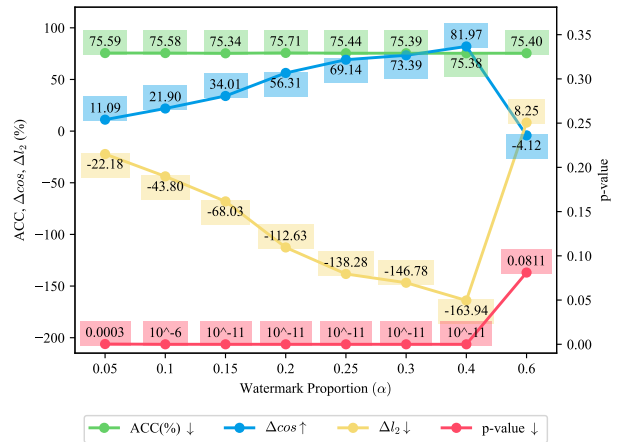 75.59 75.58 75.34 75.71 75.44 75.39 81.97 75.40
75.38
11.09 21.90 34.01 56.31 69.14 73.39 8.25
-4.12
-22.18 -43.80 -68.03 -112.63 -138.28 -146.78 -163.94
0.0003 10^-6 10^-11 10^-11 10^-11 10^-11 10^-11 0.0811
100
50
0
−50
−100
−150
−200
ACC, Δcos, Δl₂ (%)
0.35
0.30
0.25
0.20
0.15
0.10
0.05
0.00
p-value
0.05 0.1 0.15 0.2 0.25 0.3 0.4 0.6
Watermark Proportion (α)
ACC(%) ↓ Δcos ↑ Δl₂ ↓ p-value ↓